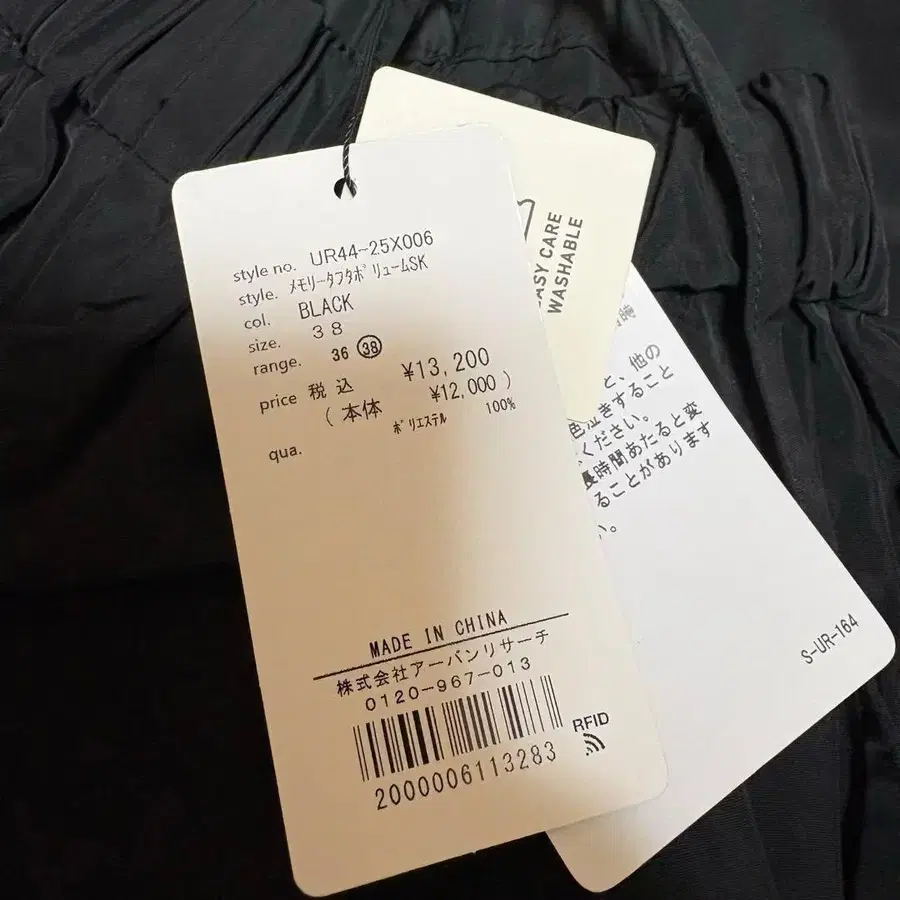 style no. UR44-25X006
style. メモリータフタボリュームSK
col. BLACK
size. 38
range. 36 38
price 税込 ¥13,200
(本体 ¥12,000)
qua. ポリエステル 100%
MADE IN CHINA
株式会社アーバンリサーチ
0120-967-013
RFID
2000006113283
EASY CARE
WASHABLE
と、他の
色泣きすること
ください。
長時間あたると変
ることがあります
い。
S-UR-164